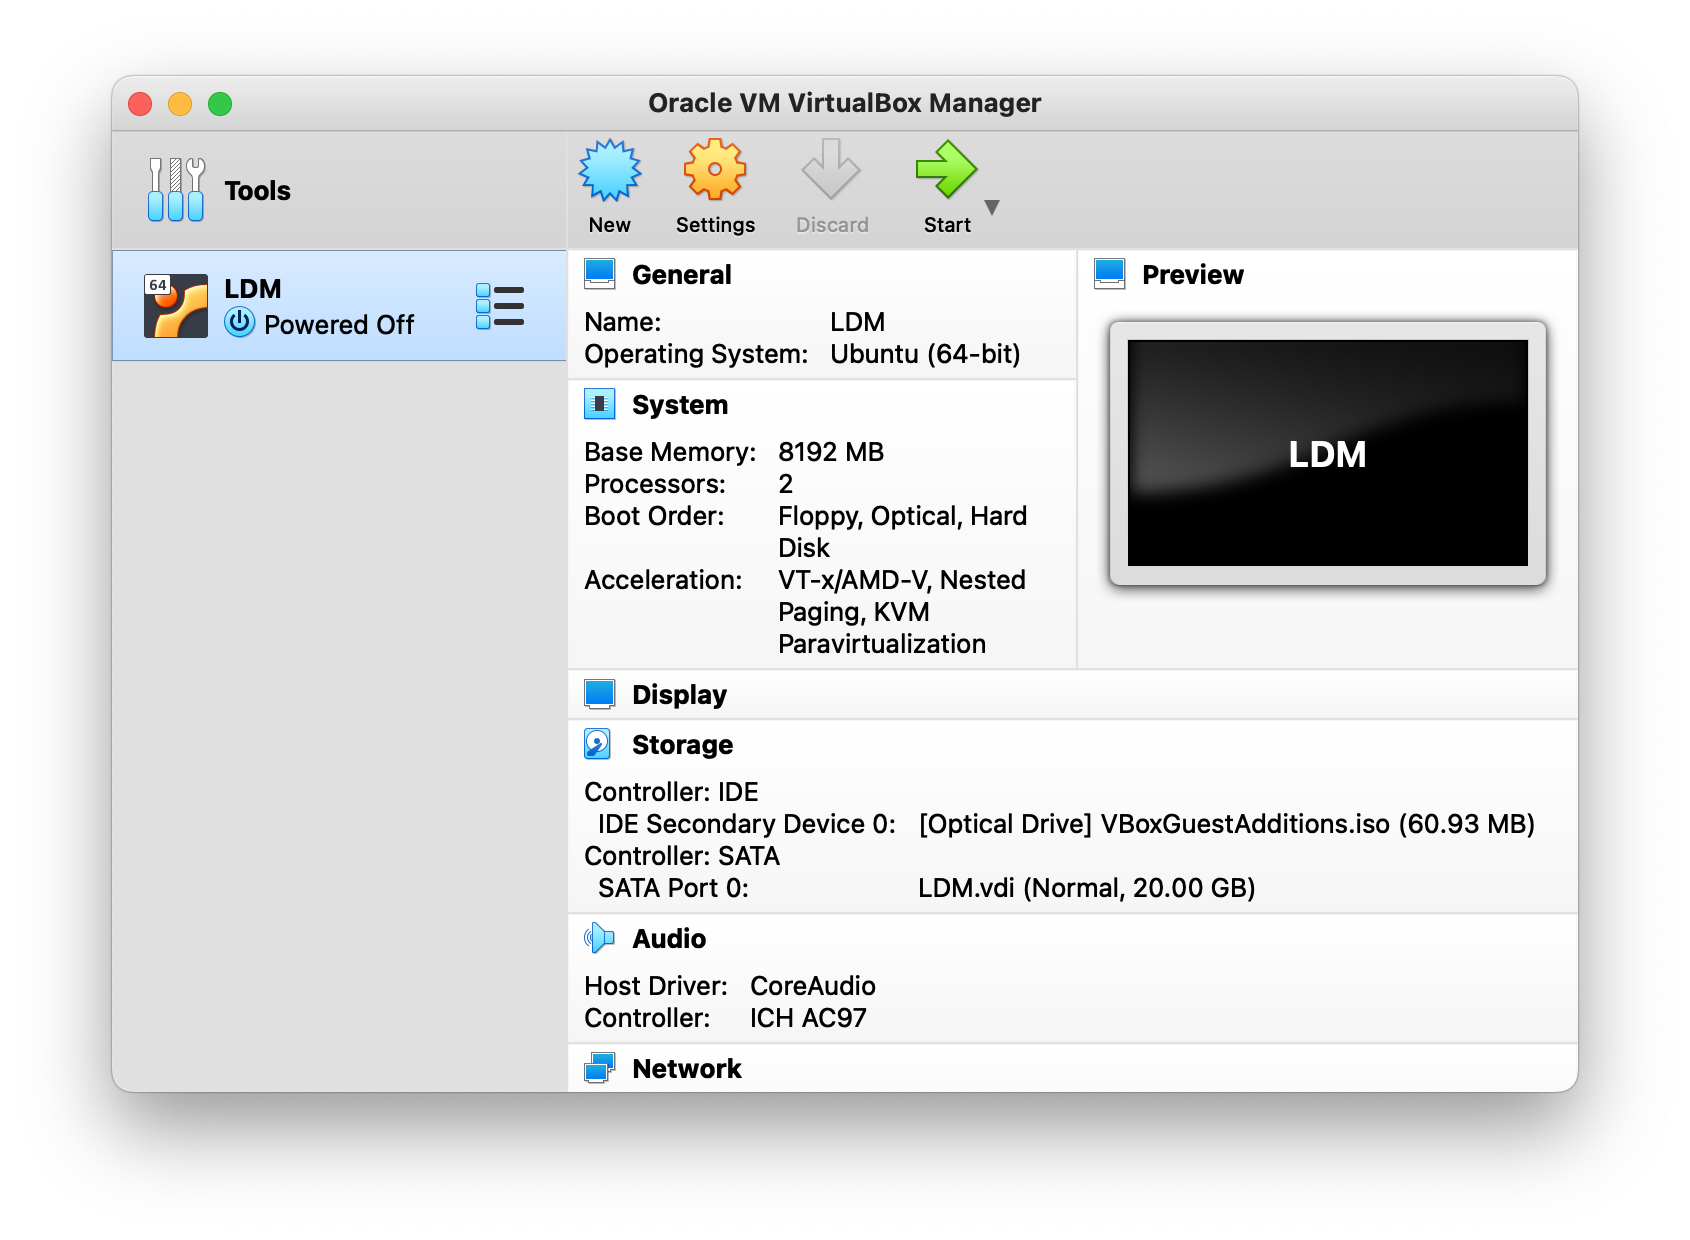 Oracle VM VirtualBox Manager
Tools
New
Settings
Discard
Start
64
LDM
Powered Off
General
Name: LDM
Operating System: Ubuntu (64-bit)
System
Base Memory: 8192 MB
Processors: 2
Boot Order: Floppy, Optical, Hard
Disk
Acceleration: VT-x/AMD-V, Nested
Paging, KVM
Paravirtualization
Preview
LDM
Display
Storage
Controller: IDE
IDE Secondary Device 0: [Optical Drive] VBoxGuestAdditions.iso (60.93 MB)
Controller: SATA
SATA Port 0: LDM.vdi (Normal, 20.00 GB)
Audio
Host Driver: CoreAudio
Controller: ICH AC97
Network